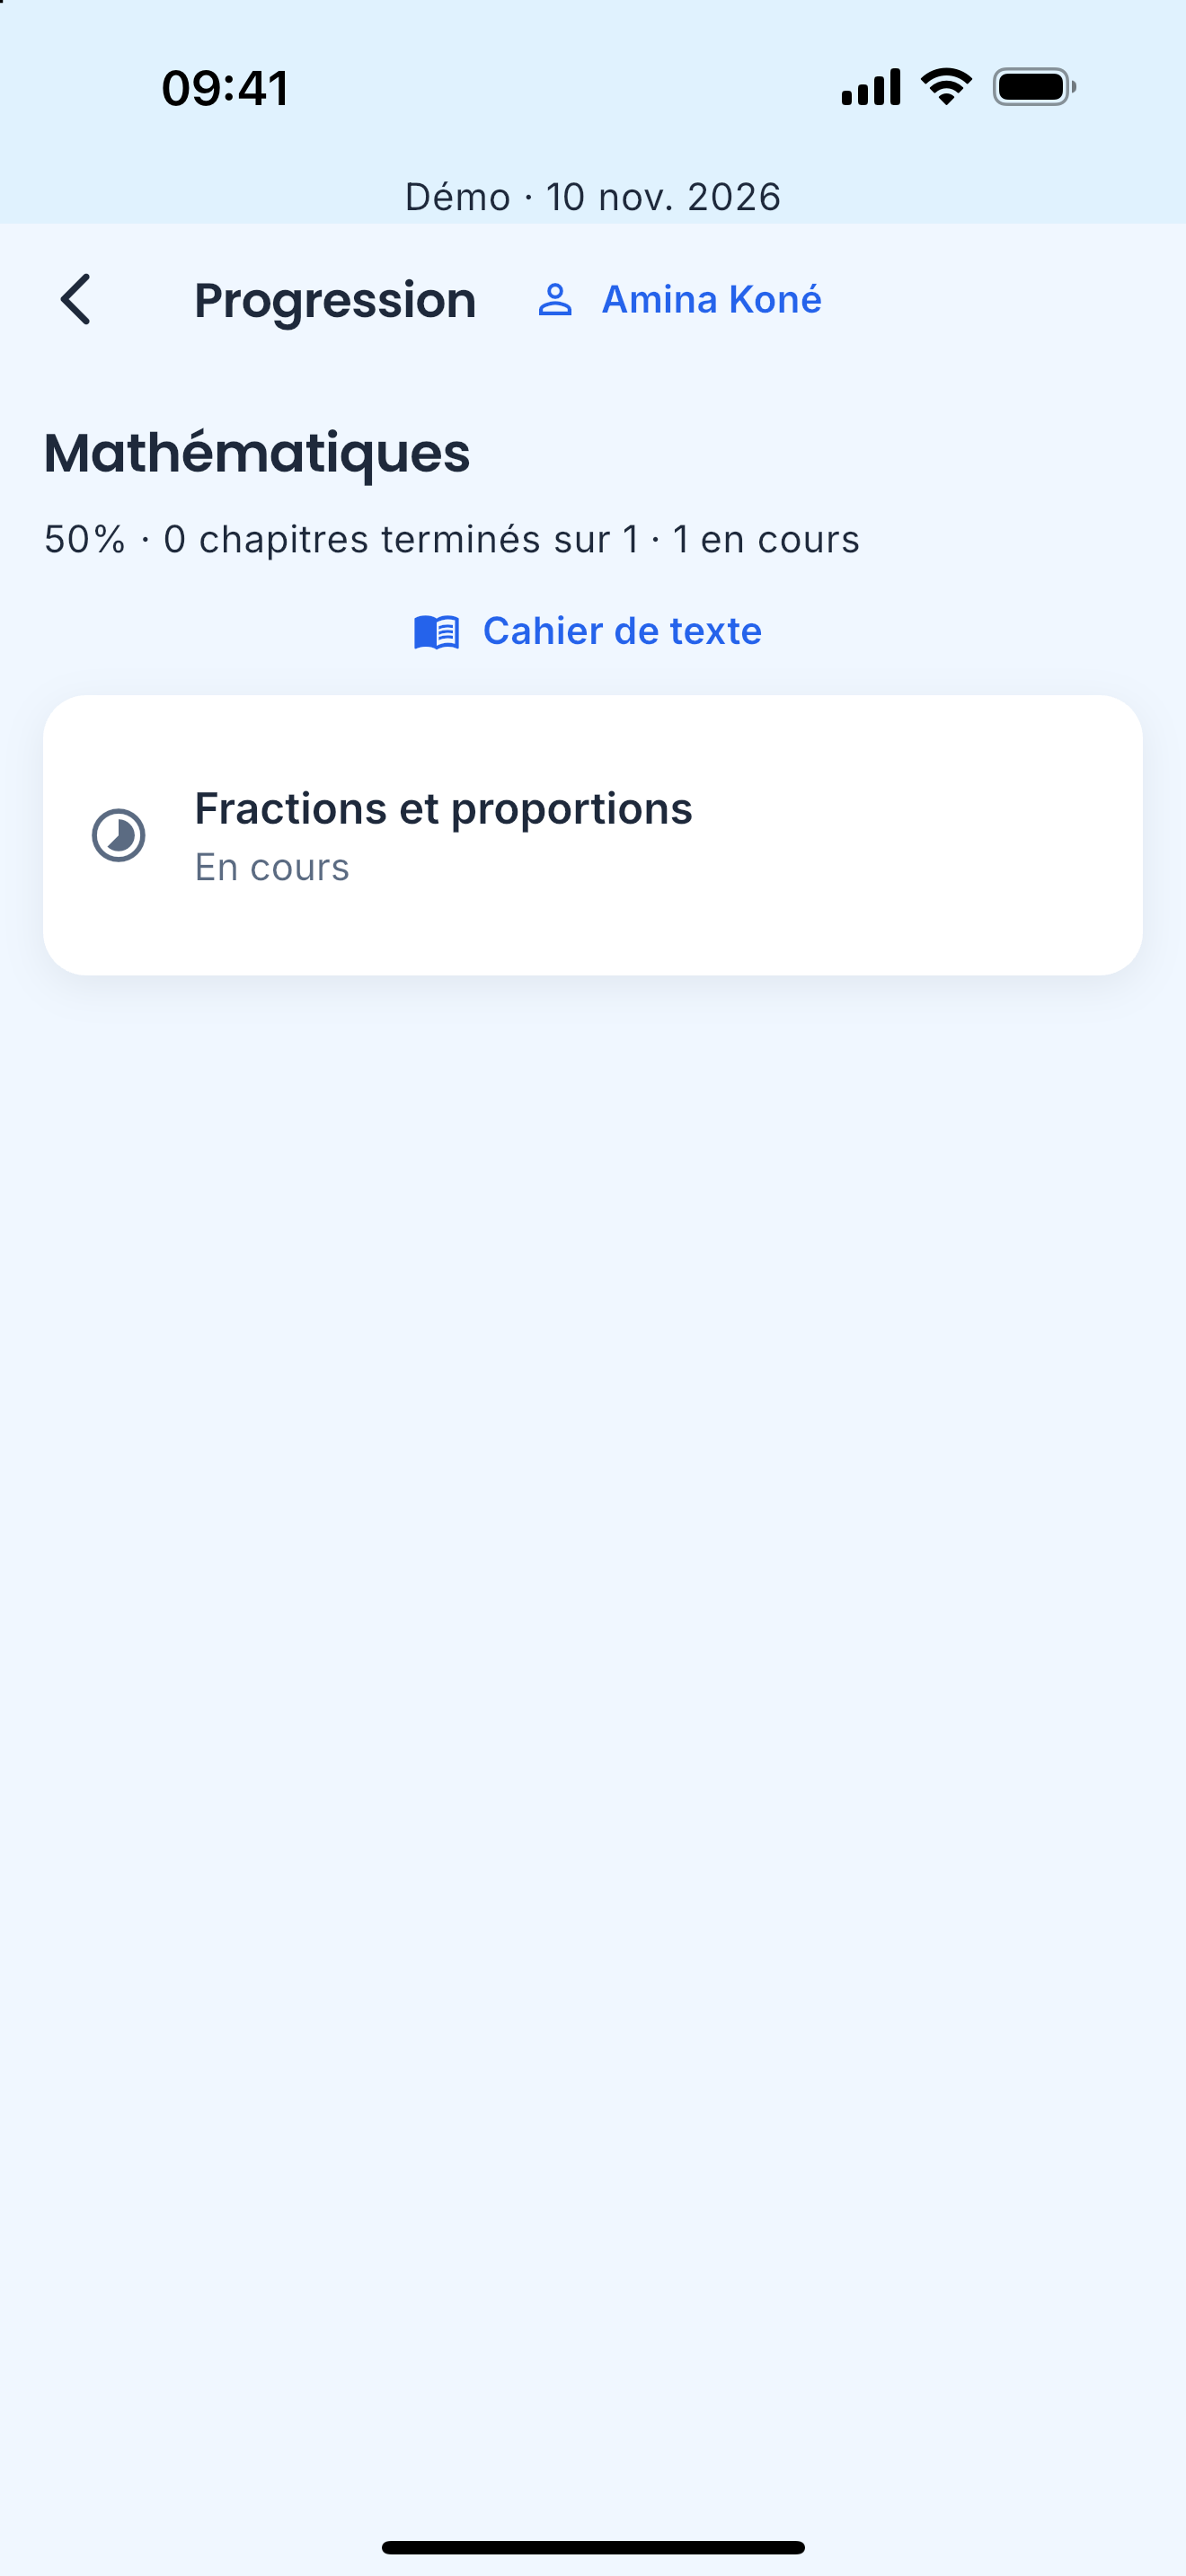 09:41
Démo · 10 nov. 2026
Progression
Amina Koné
Mathématiques
50% · 0 chapitres terminés sur 1 · 1 en cours
Cahier de texte
Fractions et proportions
En cours